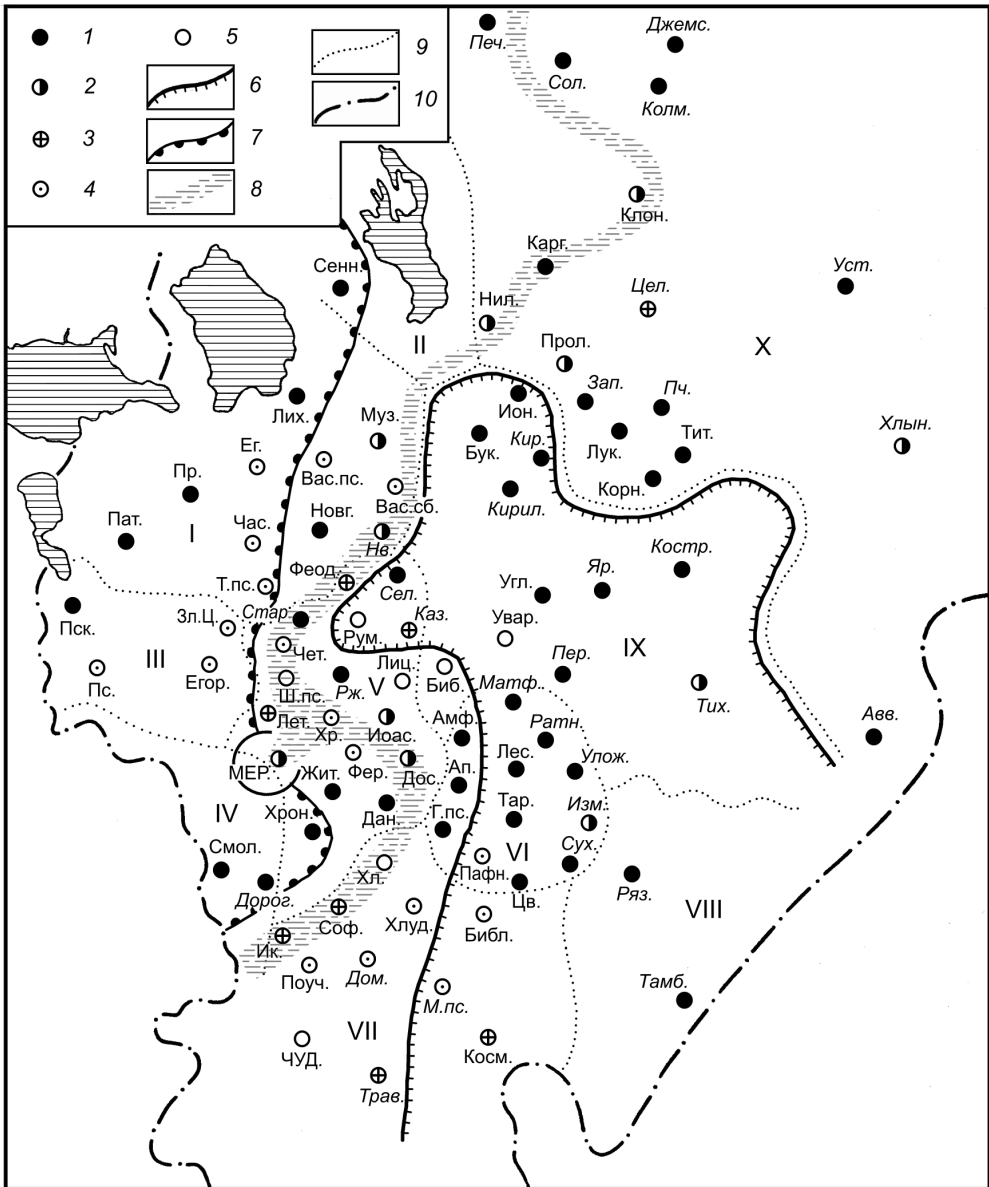 1
5
9
2
6
10
3
7
4
8
Печ.
Джемс.
Сол.
Колм.
Клон.
Карг.
Сенн.
Цел.
Уст.
Нил.
II
Прол.
X
Зап.
Пч.
Лих.
Муз.
Ион.
Хлын.
Ег.
Бук.
Кир.
Лук.
Тит.
Пр.
Вас.пс.
Корн.
Кирил.
Вас.сб.
Пат.
I
Час.
Новг.
Нв.
Костр.
Феод.
Т.пс.
Сел.
Угл.
Яр.
Пск.
Зл.Ц.
Стар.
Рум.
Каз.
Увар.
III
Чет.
IX
Пс.
Егор.
Лиц.
Биб.
Пер.
Ш.пс.
Рж.
V
Матф.
Тих.
Лет.
Хр.
Иоас.
Амф.
Ратн.
Авв.
МЕР.
Фер.
Дос.
Лес.
Улож.
Жит.
Ап.
IV
Хрон.
Дан.
Г.пс.
Тар.
Изм.
Смол.
VI
Сух.
Дорог.
Хл.
Пафн.
Цв.
Ряз.
VIII
Соф.
Хлуд.
Библ.
Ик.
Поуч.
Дом.
М.пс.
Тамб.
VII
ЧУД.
Косм.
Трав.